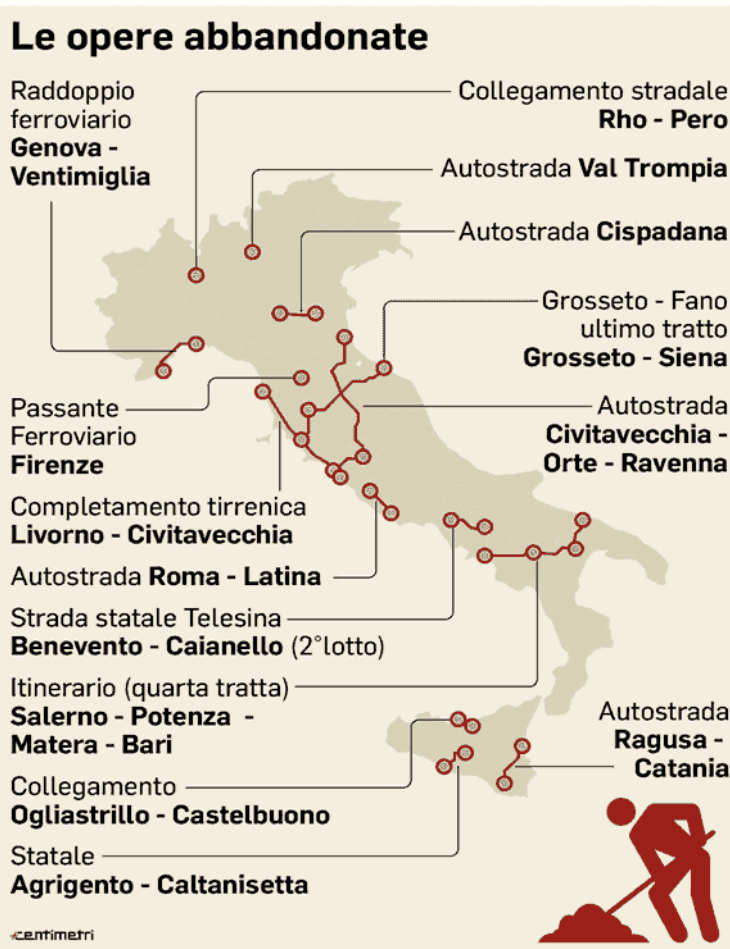 Le opere abbandonate
Raddoppio
ferroviario
Genova -
Ventimiglia
Collegamento stradale
Rho - Pero
Autostrada Val Trompia
Autostrada Cispadana
Grosseto - Fano
ultimo tratto
Grosseto - Siena
Autostrada
Civitavecchia -
Orte - Ravenna
Passante
Ferroviario
Firenze
Completamento tirrenica
Livorno - Civitavecchia
Autostrada Roma - Latina
Strada statale Telesina
Benevento - Caianello (2°lotto)
Itinerario (quarta tratta)
Salerno - Potenza -
Matera - Bari
Autostrada
Ragusa -
Catania
Collegamento
Ogliastrillo - Castelbuono
Statale
Agrigento - Caltanisetta
centimetri